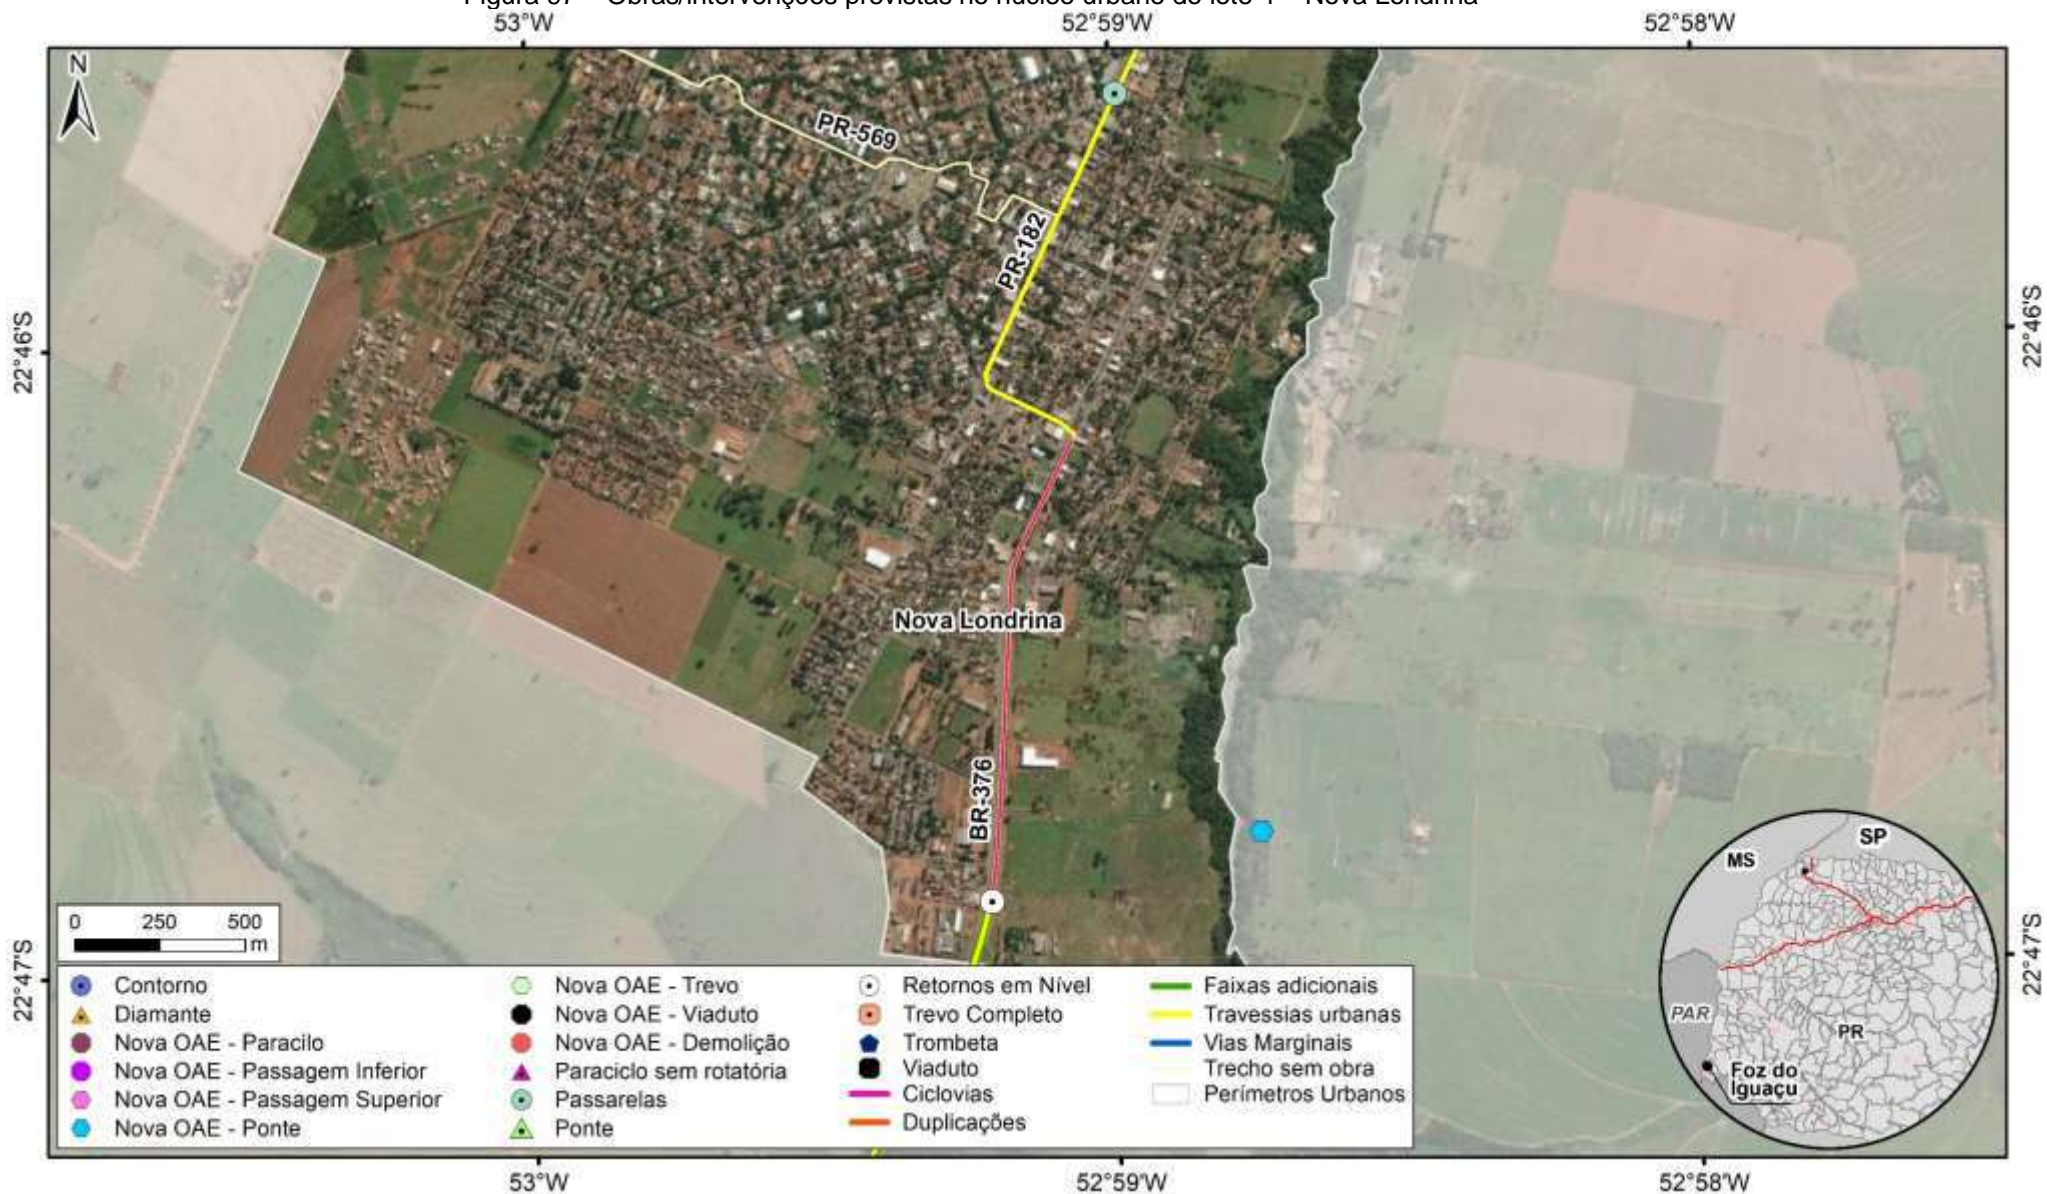 53°W
52°59'W
52°58'W
N
PR-569
PR-182
22°46'S
22°46'S
Nova Londrina
BR-376
SP
MS
PAR
PR
Foz do
Iguaçu
0 250 500
m
22°47'S
22°47'S
Contorno
Diamante
Nova OAE - Paracilo
Nova OAE - Passagem Inferior
Nova OAE - Passagem Superior
Nova OAE - Ponte
Nova OAE - Trevo
Nova OAE - Viaduto
Nova OAE - Demolição
Paraciclo sem rotatória
Passarelas
Ponte
Retornos em Nível
Trevo Completo
Trombeta
Viaduto
Ciclovias
Duplicações
Faixas adicionais
Travessias urbanas
Vias Marginais
Trecho sem obra
Perímetros Urbanos
53°W
52°59'W
52°58'W